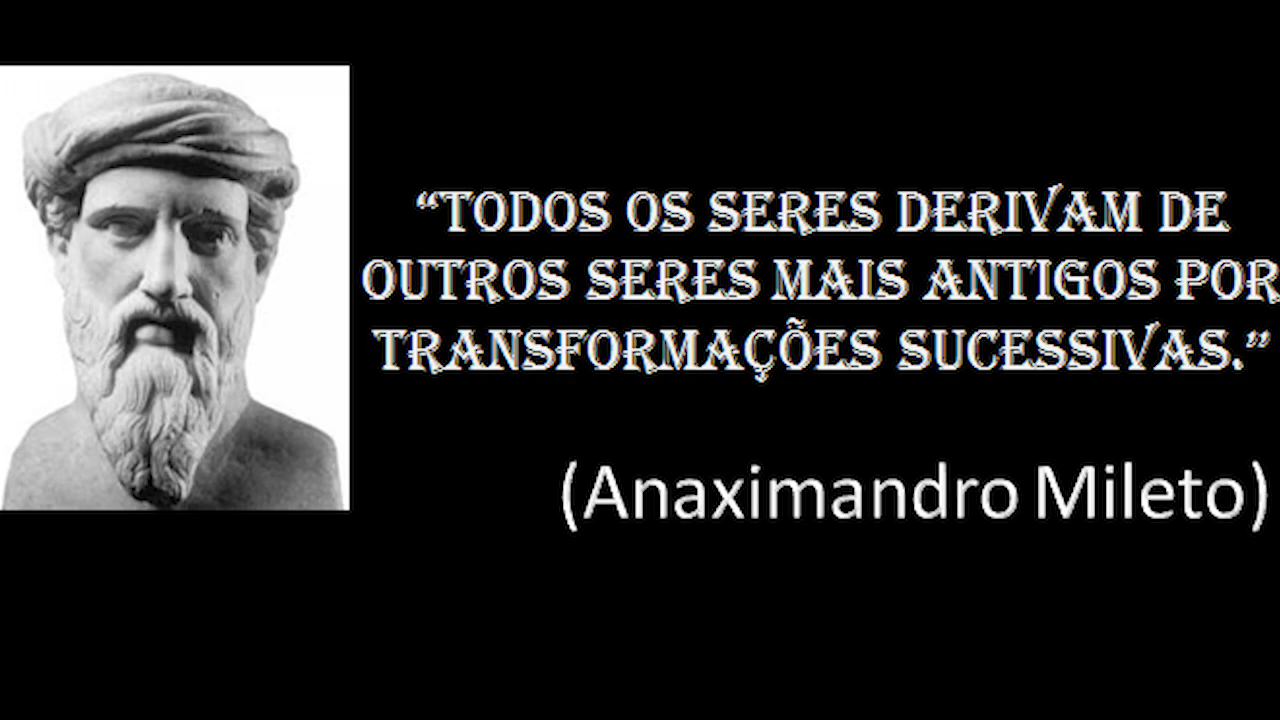 “TODOS OS SERES DERIVAM DE
OUTROS SERES MAIS ANTIGOS POR
TRANSFORMAÇÕES SUCESSIVAS.”
(Anaximandro Mileto)